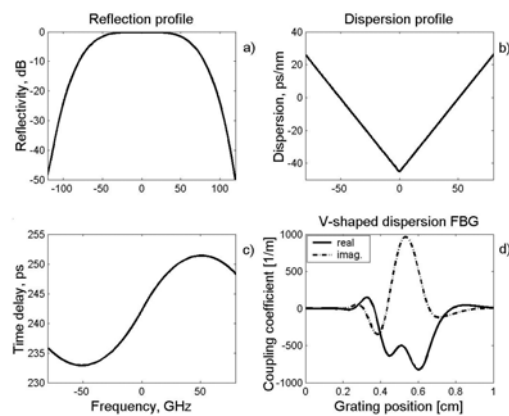 Reflection profile
a)
Reflectivity, dB
0
-10
-20
-30
-40
-50
-100 -50 0 50 100
Dispersion profile
b)
Dispersion, ps/nm
40
20
0
-20
-40
-50 0 50
c)
Time delay, ps
255
250
245
240
235
230
-50 0 50
Frequency, GHz
V-shaped dispersion FBG
real
imag.
d)
Coupling coefficient [1/m]
1000
500
0
-500
-1000
0 0.2 0.4 0.6 0.8 1
Grating position [cm]